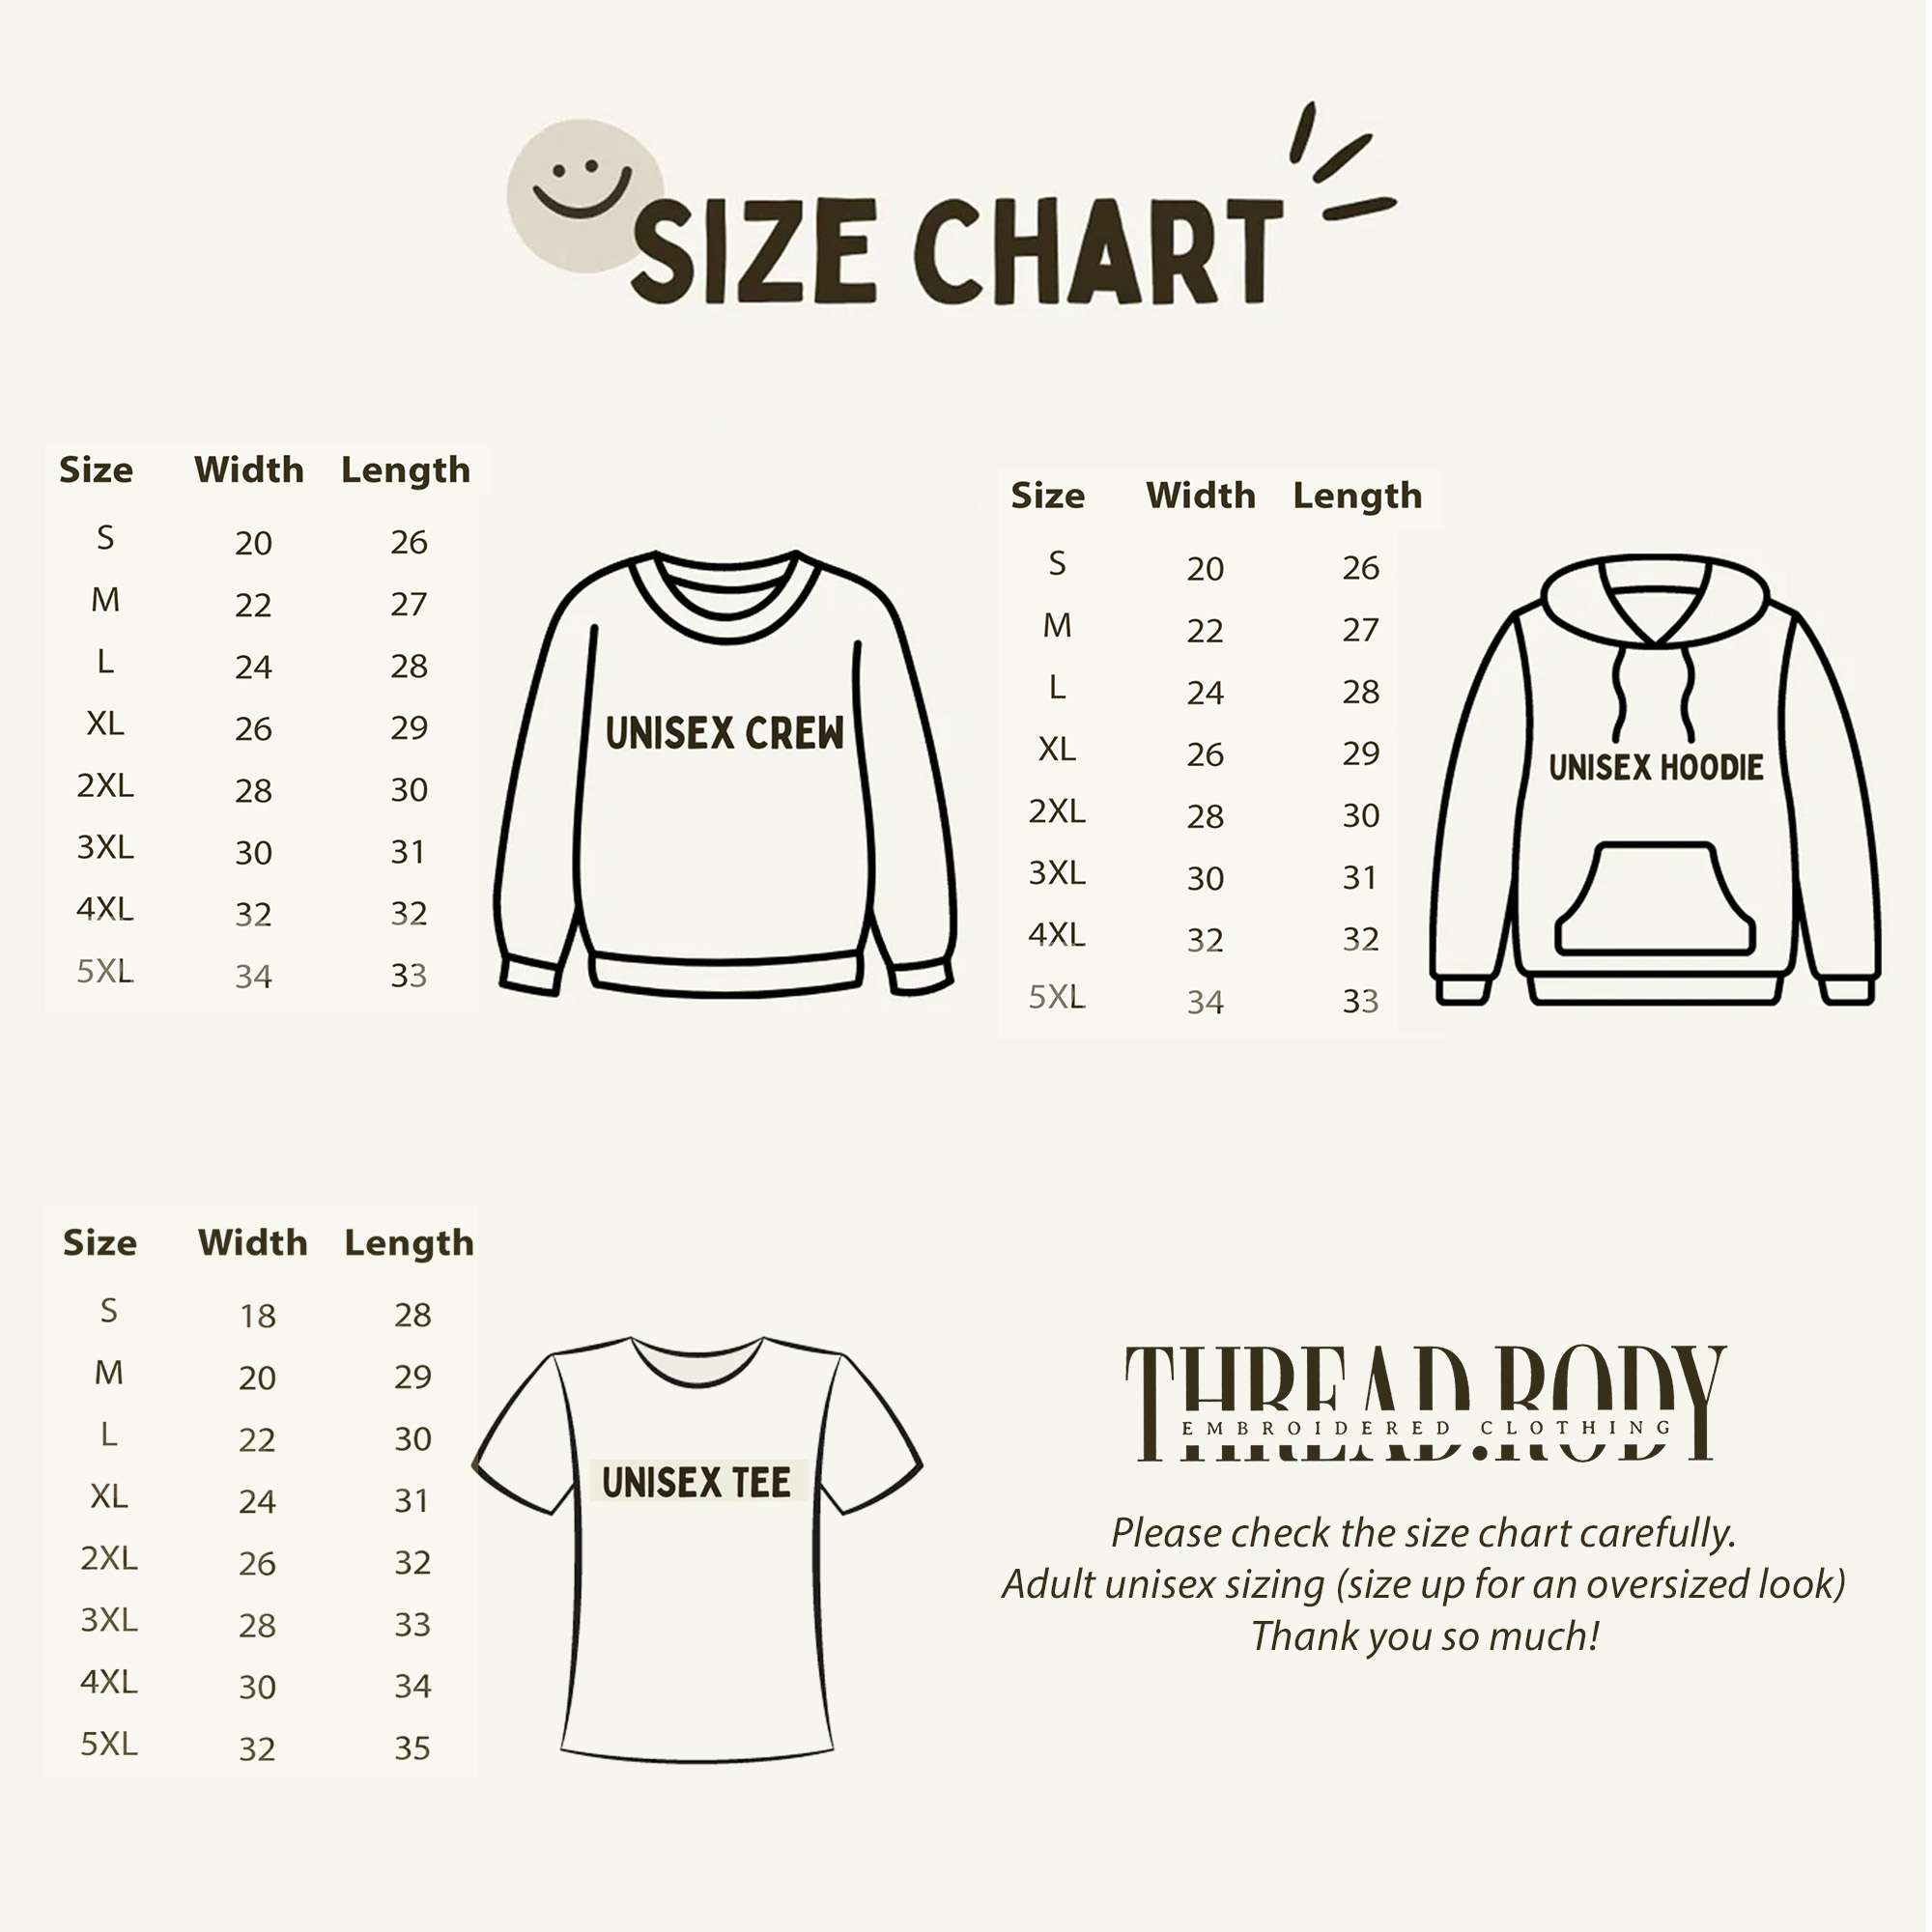 SIZE CHART
Size Width Length
S 20 26
M 22 27
L 24 28
XL 26 29
2XL 28 30
3XL 30 31
4XL 32 32
5XL 34 33
UNISEX CREW
Size Width Length
S 20 26
M 22 27
L 24 28
XL 26 29
2XL 28 30
3XL 30 31
4XL 32 32
5XL 34 33
UNISEX HOODIE
Size Width Length
S 18 28
M 20 29
L 22 30
XL 24 31
2XL 26 32
3XL 28 33
4XL 30 34
5XL 32 35
UNISEX TEE
THREAD.BODY
EMBROIDERED CLOTHING
Please check the size chart carefully.
Adult unisex sizing (size up for an oversized look)
Thank you so much!